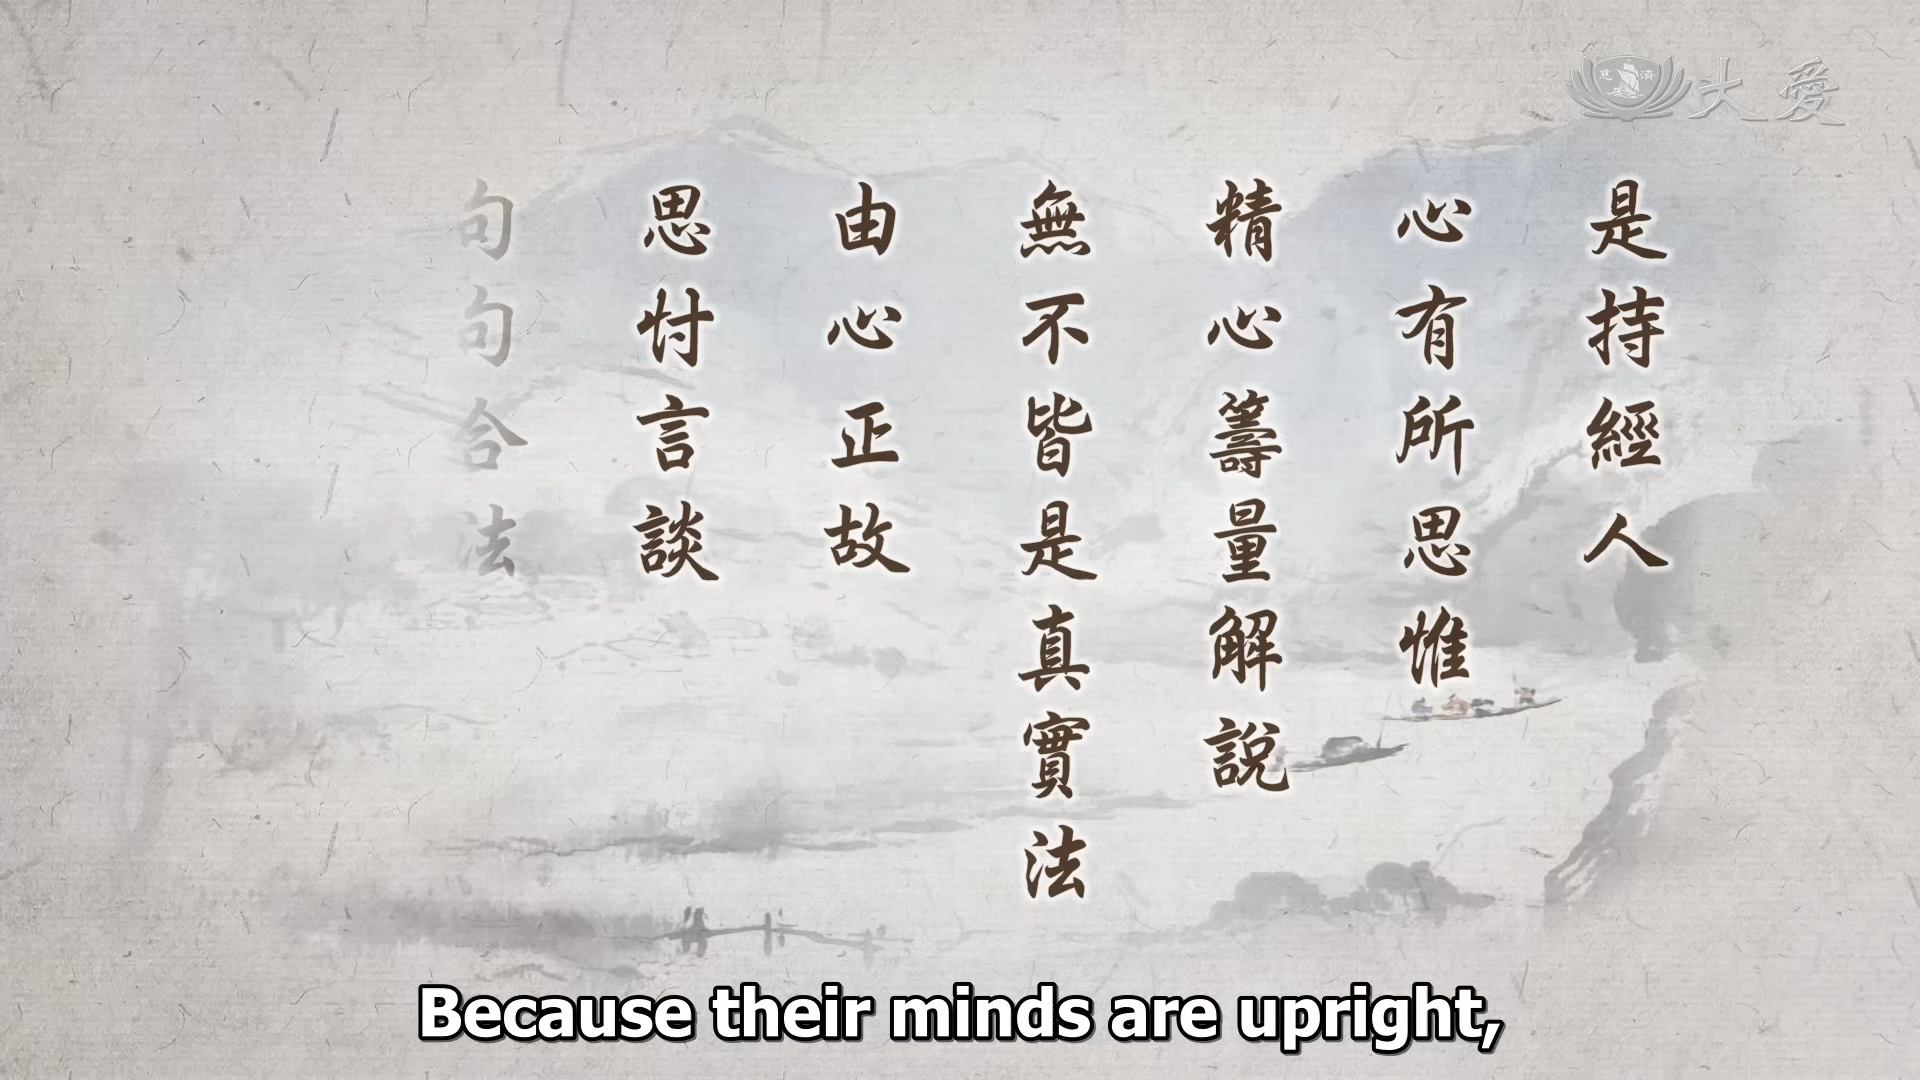 大愛
是持經人
心有所思惟
精心籌量解說
無不皆是真實法
由心正故
思忖言談
句句合法
Because their minds are upright,